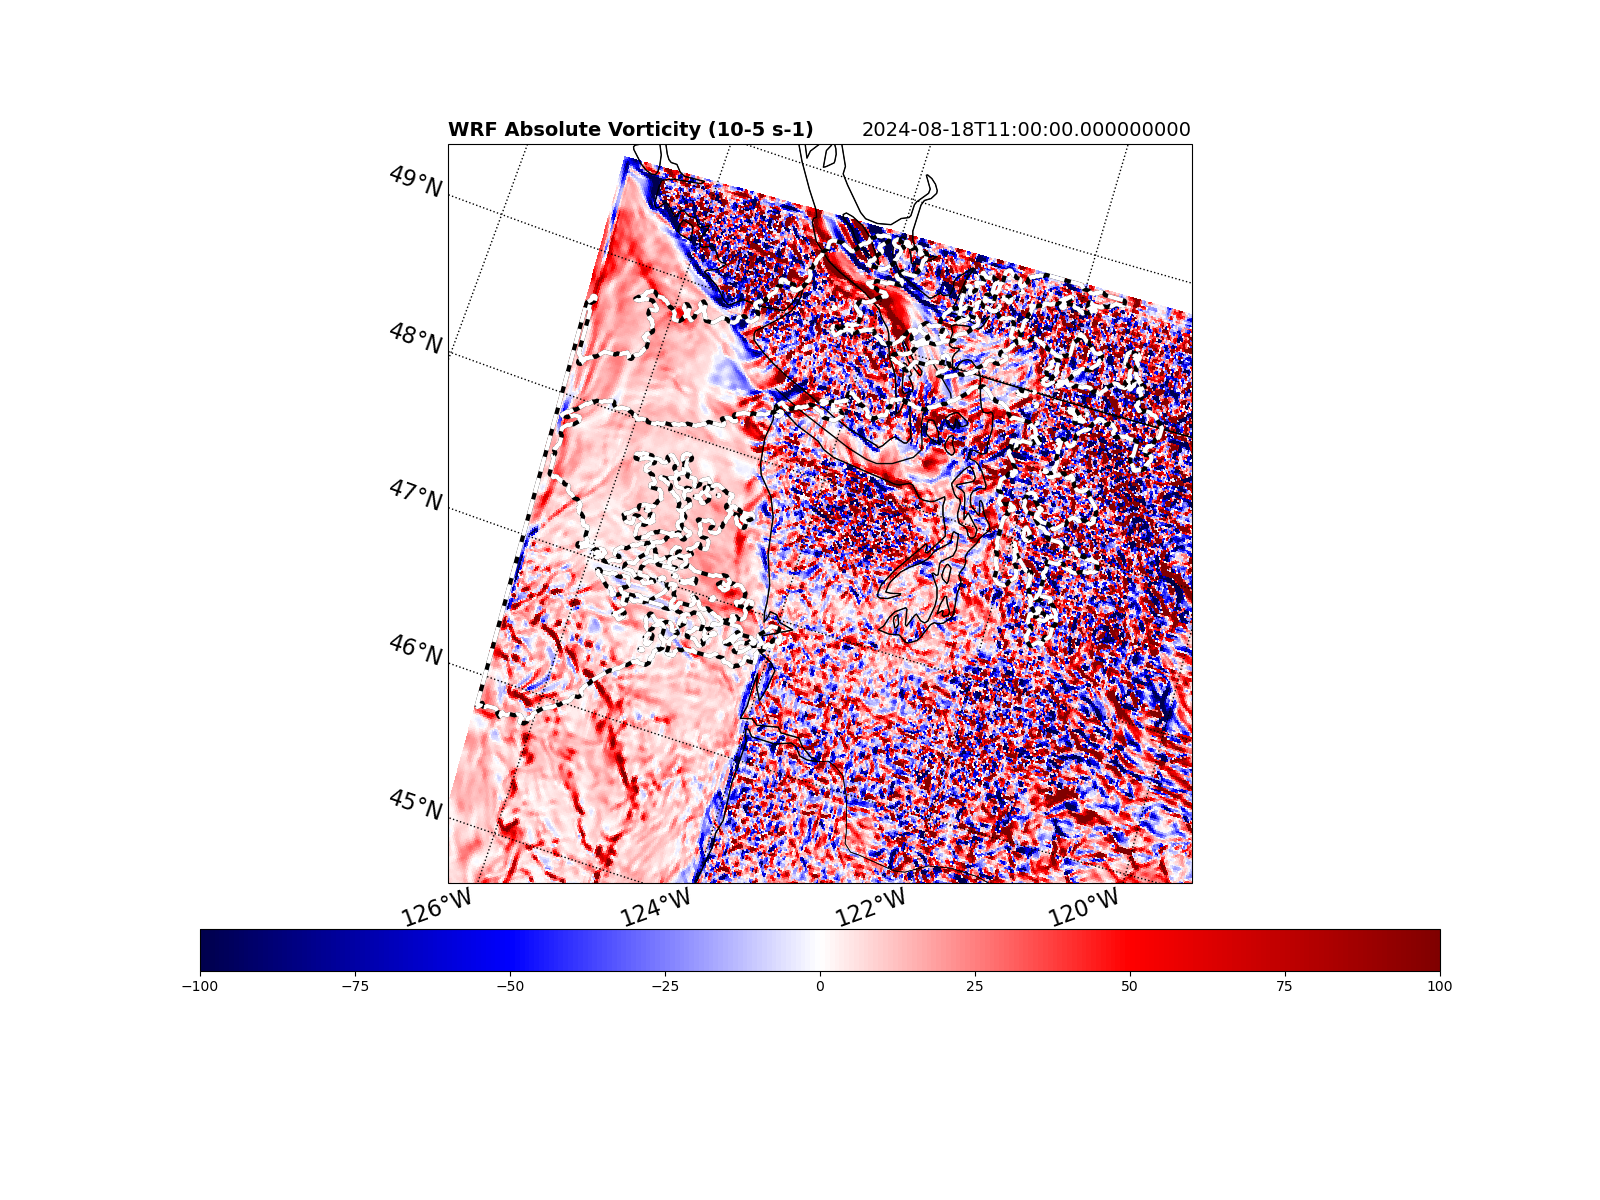 WRF Absolute Vorticity (10-5 s-1) 2024-08-18T11:00:00.000000000
49°N
48°N
47°N
46°N
45°N
126°W 124°W 122°W 120°W
−100 −75 −50 −25 0 25 50 75 100